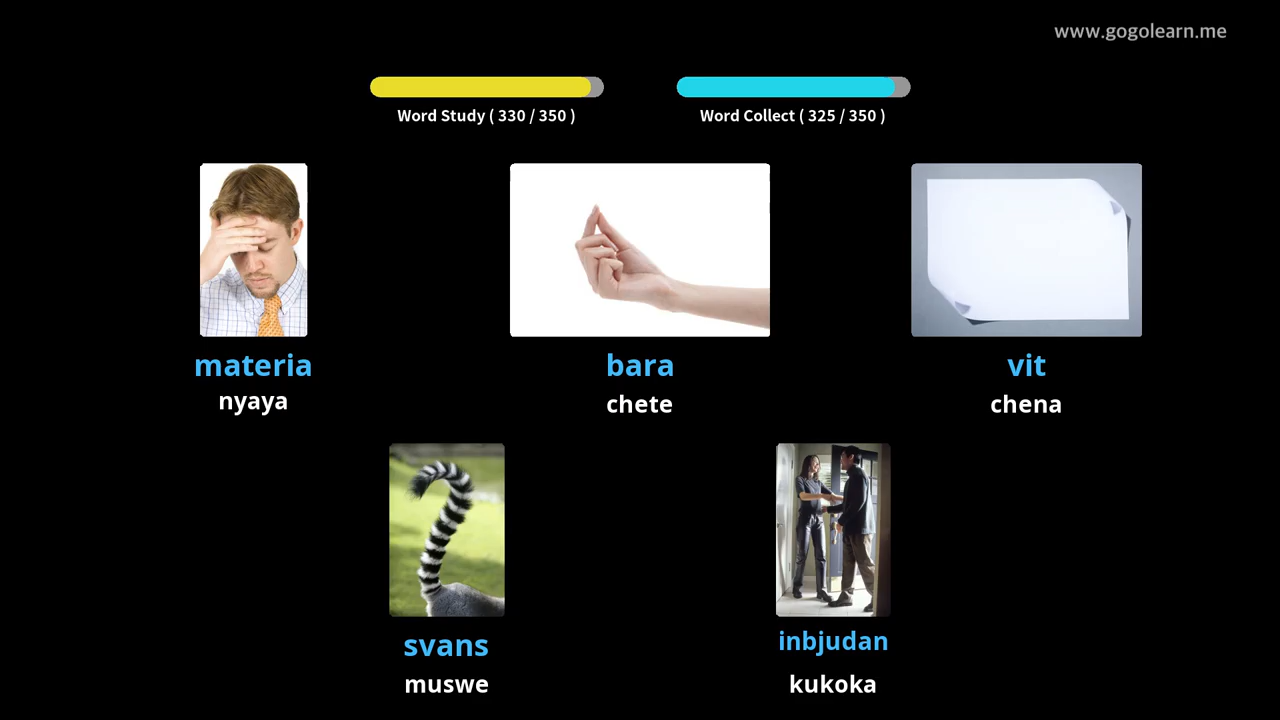 www.gogolearn.me
Word Study ( 330 / 350 )
Word Collect ( 325 / 350 )
materia
nyaya
bara
chete
vit
chena
svans
muswe
inbjudan
kukoka